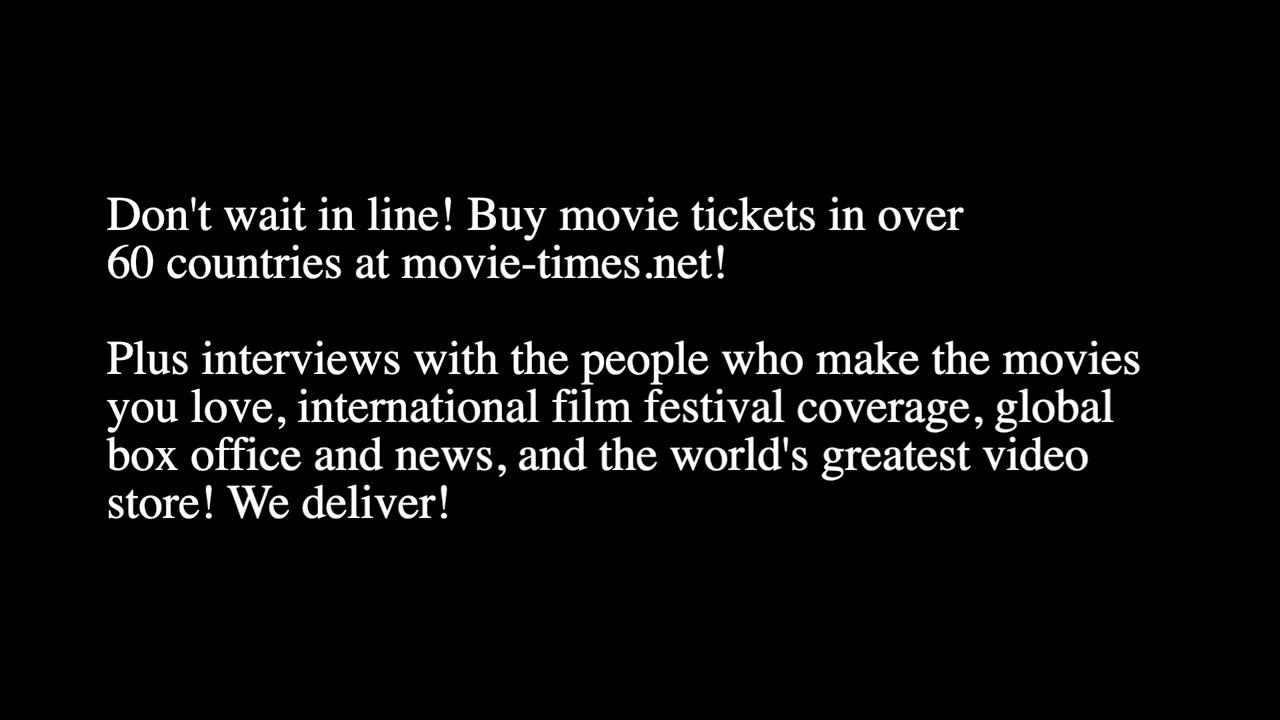 Don't wait in line! Buy movie tickets in over
60 countries at movie-times.net!
Plus interviews with the people who make the movies
you love, international film festival coverage, global
box office and news, and the world's greatest video
store! We deliver!